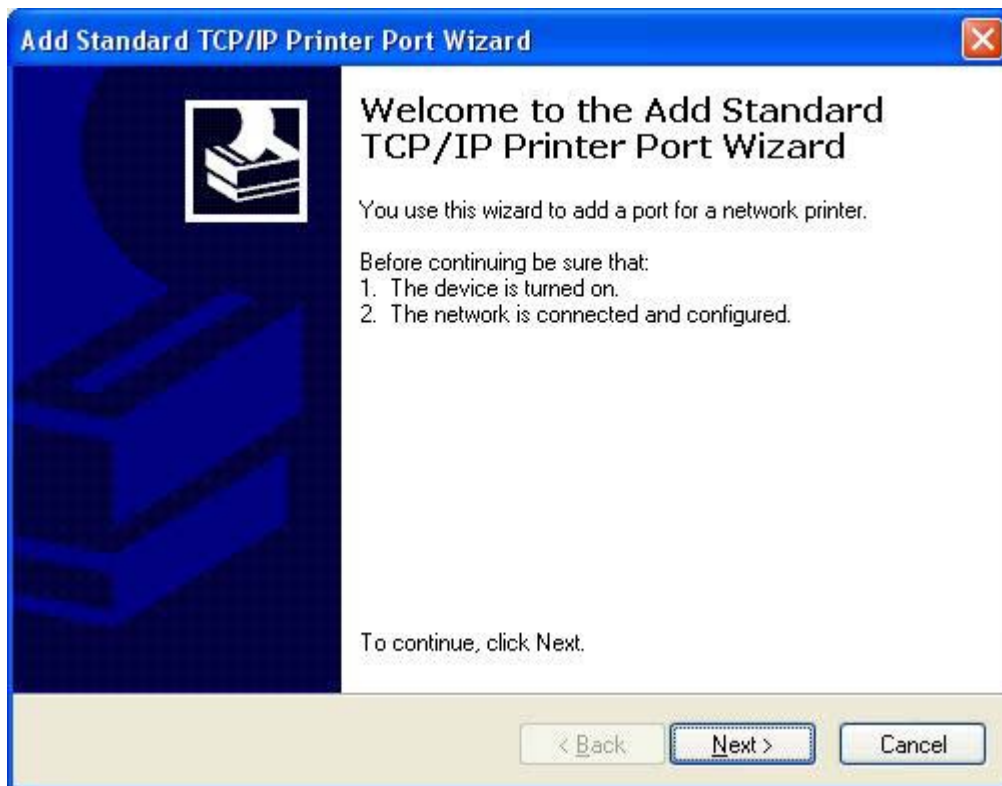 Add Standard TCP/IP Printer Port Wizard
Welcome to the Add Standard
TCP/IP Printer Port Wizard
You use this wizard to add a port for a network printer.
Before continuing be sure that:
1. The device is turned on.
2. The network is connected and configured.
To continue, click Next.
< Back
Next >
Cancel